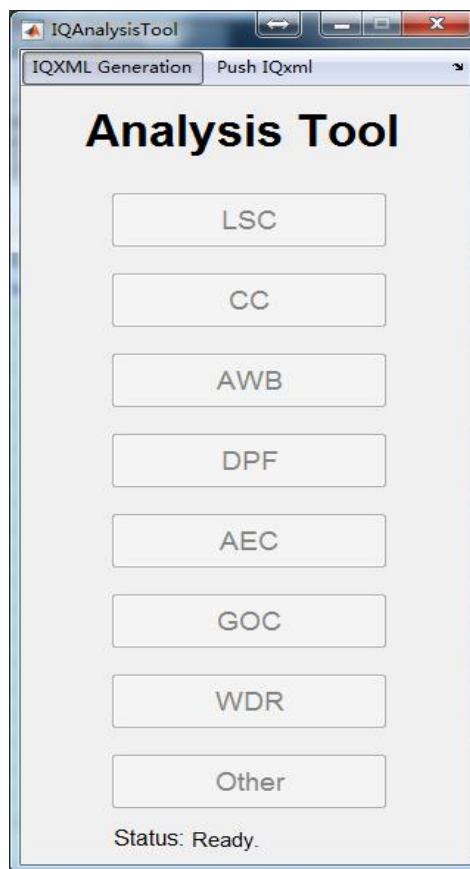 IQAnalysisTool
IQXML Generation Push IQxml
Analysis Tool
LSC
CC
AWB
DPF
AEC
GOC
WDR
Other
Status: Ready.